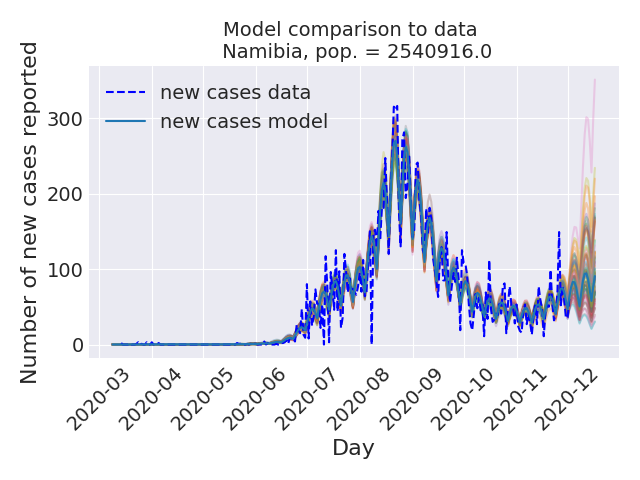 Model comparison to data
Namibia, pop. = 2540916.0
Number of new cases reported
new cases data
new cases model
300
200
100
0
2020-03
2020-04
2020-05
2020-06
2020-07
2020-08
2020-09
2020-10
2020-11
2020-12
Day